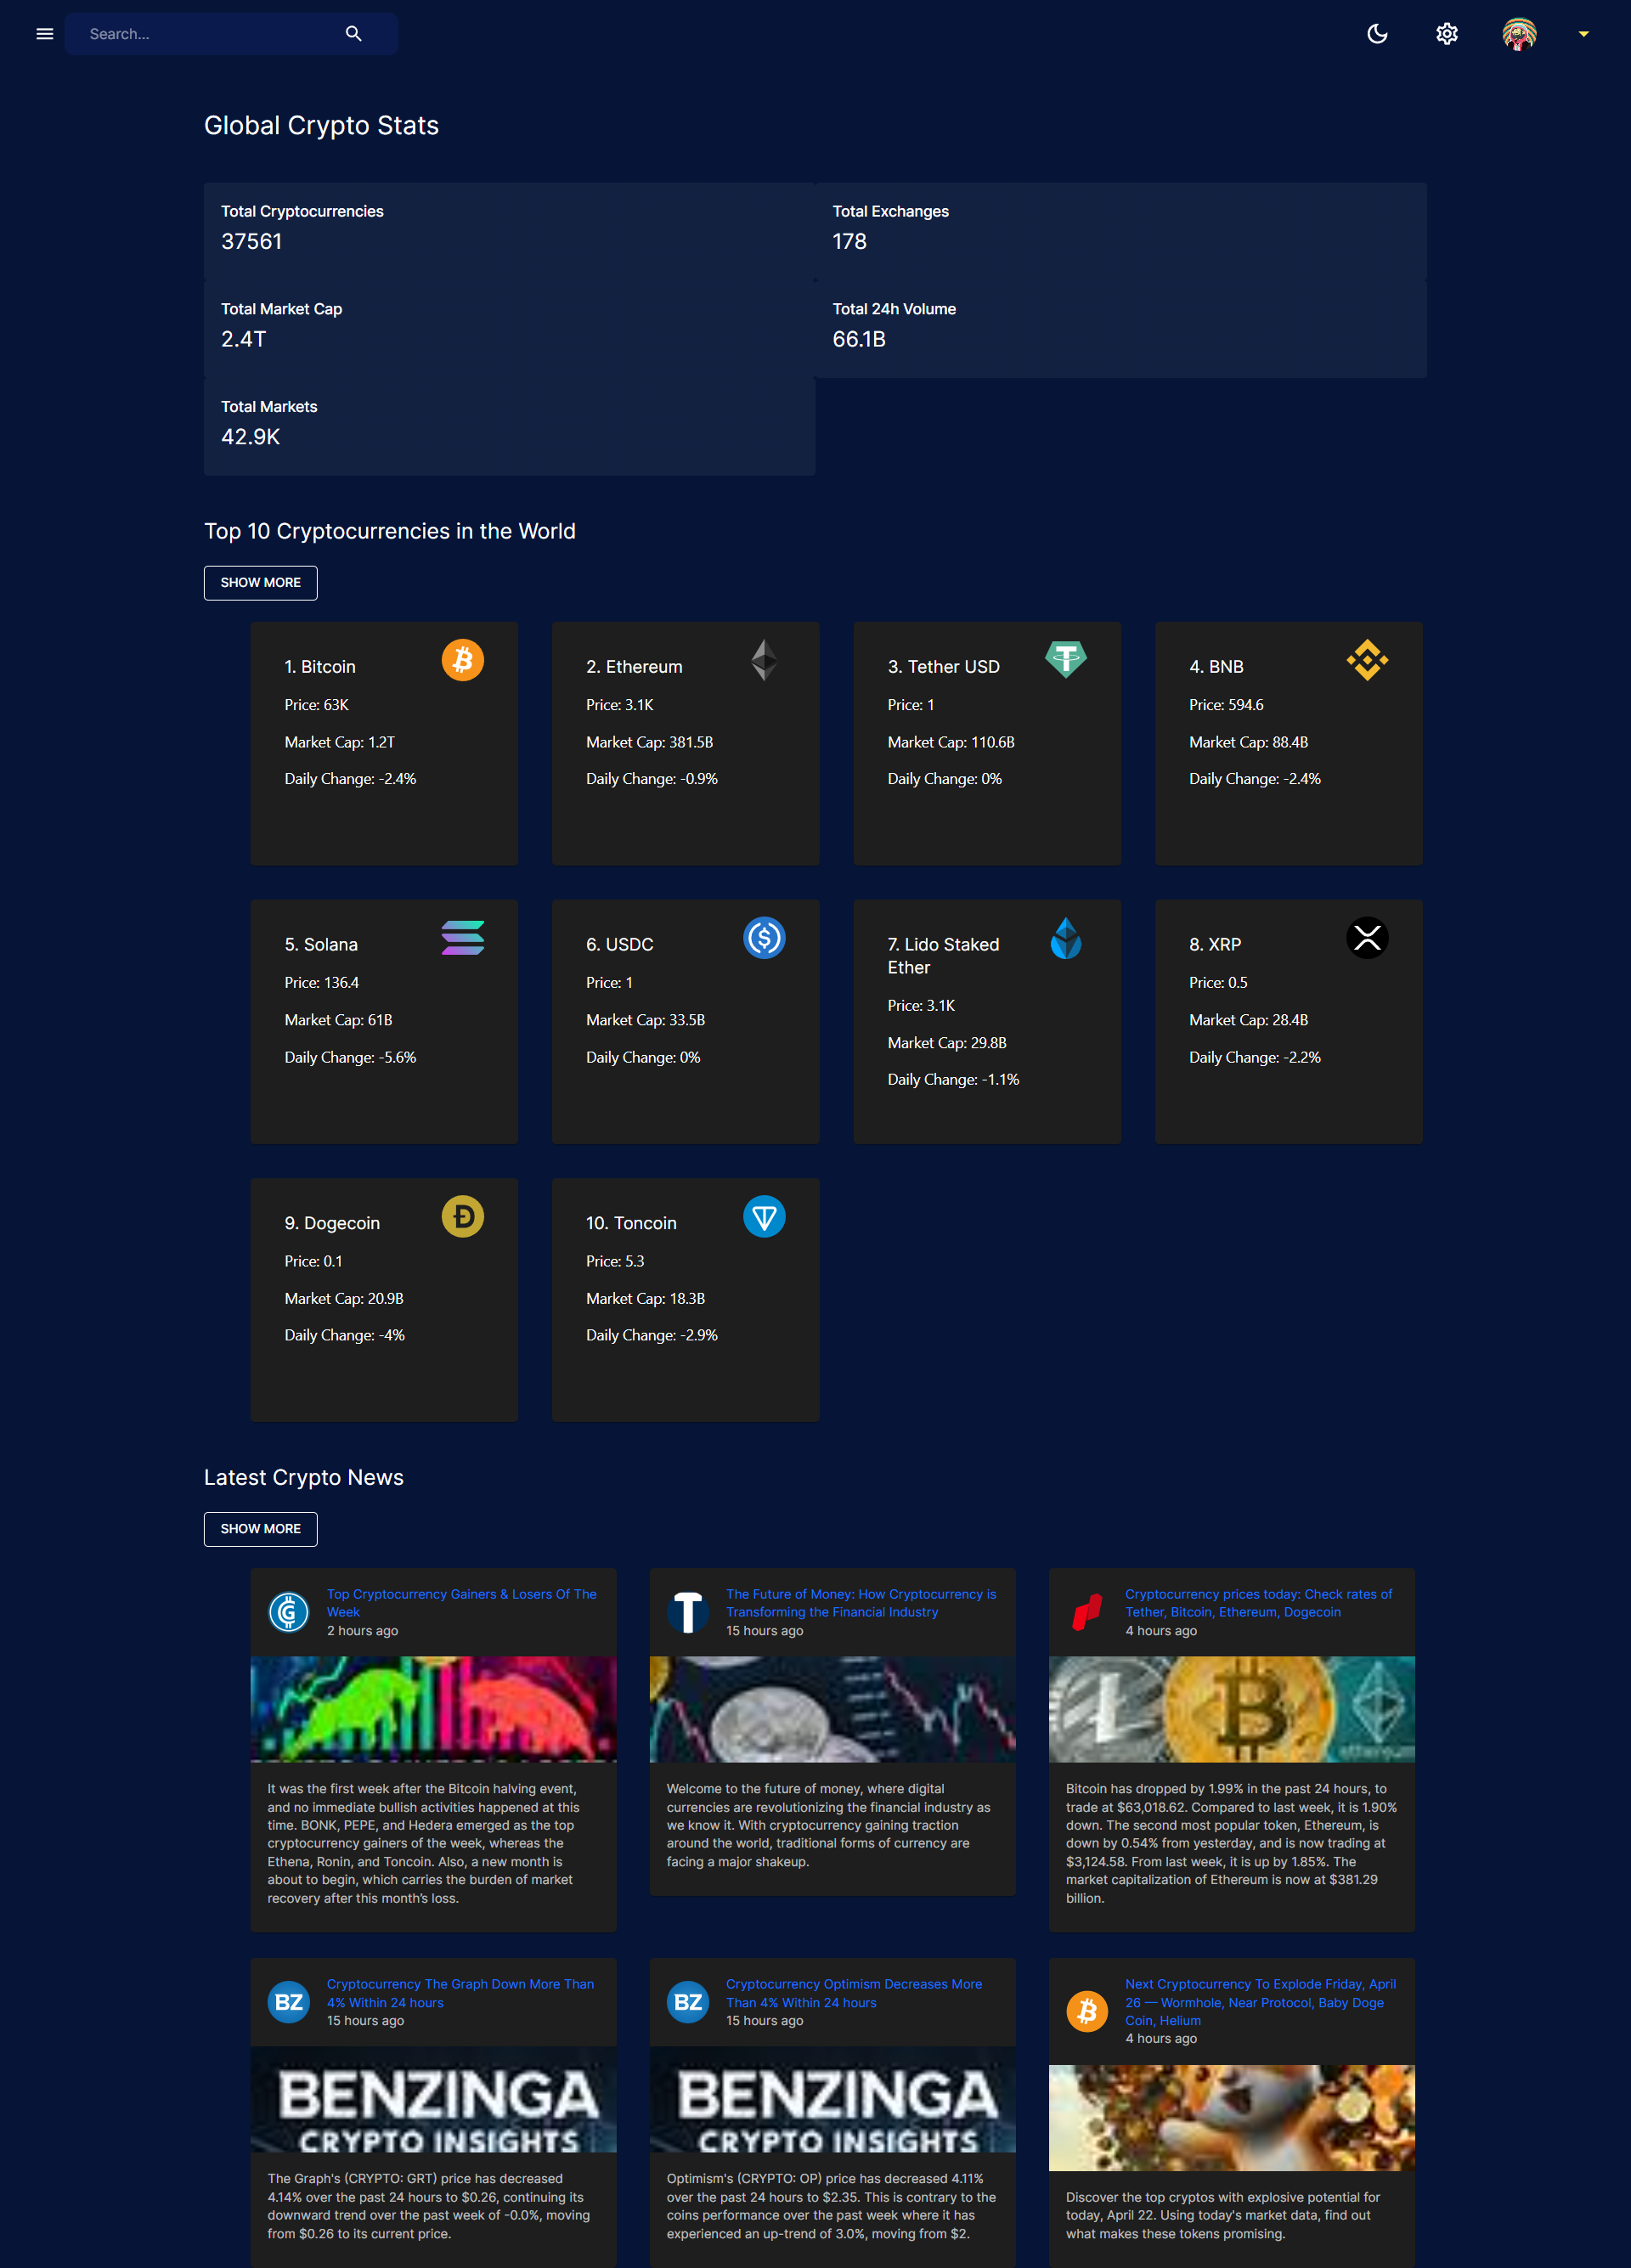 Search...
Global Crypto Stats
Total Cryptocurrencies
37561
Total Exchanges
178
Total Market Cap
2.4T
Total 24h Volume
66.1B
Total Markets
42.9K
Top 10 Cryptocurrencies in the World
SHOW MORE
1. Bitcoin
Price: 63K
Market Cap: 1.2T
Daily Change: -2.4%
2. Ethereum
Price: 3.1K
Market Cap: 381.5B
Daily Change: -0.9%
3. Tether USD
Price: 1
Market Cap: 110.6B
Daily Change: 0%
4. BNB
Price: 594.6
Market Cap: 88.4B
Daily Change: -2.4%
5. Solana
Price: 136.4
Market Cap: 61B
Daily Change: -5.6%
6. USDC
Price: 1
Market Cap: 33.5B
Daily Change: 0%
7. Lido Staked
Ether
Price: 3.1K
Market Cap: 29.8B
Daily Change: -1.1%
8. XRP
Price: 0.5
Market Cap: 28.4B
Daily Change: -2.2%
9. Dogecoin
Price: 0.1
Market Cap: 20.9B
Daily Change: -4%
10. Toncoin
Price: 5.3
Market Cap: 18.3B
Daily Change: -2.9%
Latest Crypto News
SHOW MORE
Top Cryptocurrency Gainers & Losers Of The
Week
2 hours ago
It was the first week after the Bitcoin halving event,
and no immediate bullish activities happened at this
time. BONK, PEPE, and Hedera emerged as the top
cryptocurrency gainers of the week, whereas the
Ethena, Ronin, and Toncoin. Also, a new month is
about to begin, which carries the burden of market
recovery after this month’s loss.
The Future of Money: How Cryptocurrency is
Transforming the Financial Industry
15 hours ago
Welcome to the future of money, where digital
currencies are revolutionizing the financial industry as
we know it. With cryptocurrency gaining traction
around the world, traditional forms of currency are
facing a major shakeup.
Cryptocurrency prices today: Check rates of
Tether, Bitcoin, Ethereum, Dogecoin
4 hours ago
Bitcoin has dropped by 1.99% in the past 24 hours, to
trade at $63,018.62. Compared to last week, it is 1.90%
down. The second most popular token, Ethereum, is
down by 0.54% from yesterday, and is now trading at
$3,124.58. From last week, it is up by 1.85%. The
market capitalization of Ethereum is now at $381.29
billion.
BZ
Cryptocurrency The Graph Down More Than
4% Within 24 hours
15 hours ago
BENZINGA
CRYPTO INSIGHTS
The Graph's (CRYPTO: GRT) price has decreased
4.14% over the past 24 hours to $0.26, continuing its
downward trend over the past week of -0.0%, moving
from $0.26 to its current price.
BZ
Cryptocurrency Optimism Decreases More
Than 4% Within 24 hours
15 hours ago
BENZINGA
CRYPTO INSIGHTS
Optimism's (CRYPTO: OP) price has decreased 4.11%
over the past 24 hours to $2.35. This is contrary to the
coins performance over the past week where it has
experienced an up-trend of 3.0%, moving from $2.
Next Cryptocurrency To Explode Friday, April
26 — Wormhole, Near Protocol, Baby Doge
Coin, Helium
4 hours ago
Discover the top cryptos with explosive potential for
today, April 22. Using today's market data, find out
what makes these tokens promising.